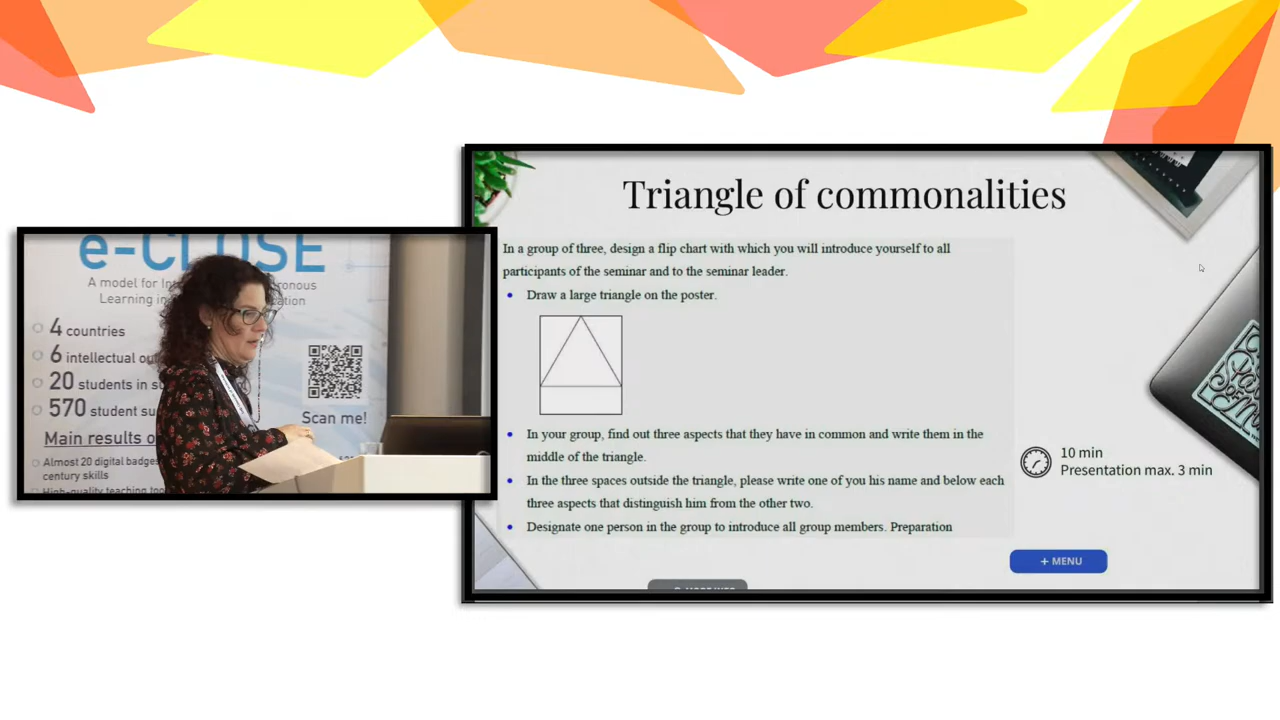 e-CLOSE
A model for
Learning in
4 countries
6 intellectual
20 students in
570 student
Main results
Almost 20 digital badges
century skills
High-quality teaching
Scan me!
Triangle of commonalities
In a group of three, design a flip chart with which you will introduce yourself to all
participants of the seminar and to the seminar leader.
• Draw a large triangle on the poster.
• In your group, find out three aspects that they have in common and write them in the
middle of the triangle.
• In the three spaces outside the triangle, please write one of you his name and below each
three aspects that distinguish him from the other two.
• Designate one person in the group to introduce all group members. Preparation
10 min
Presentation max. 3 min
+ MENU